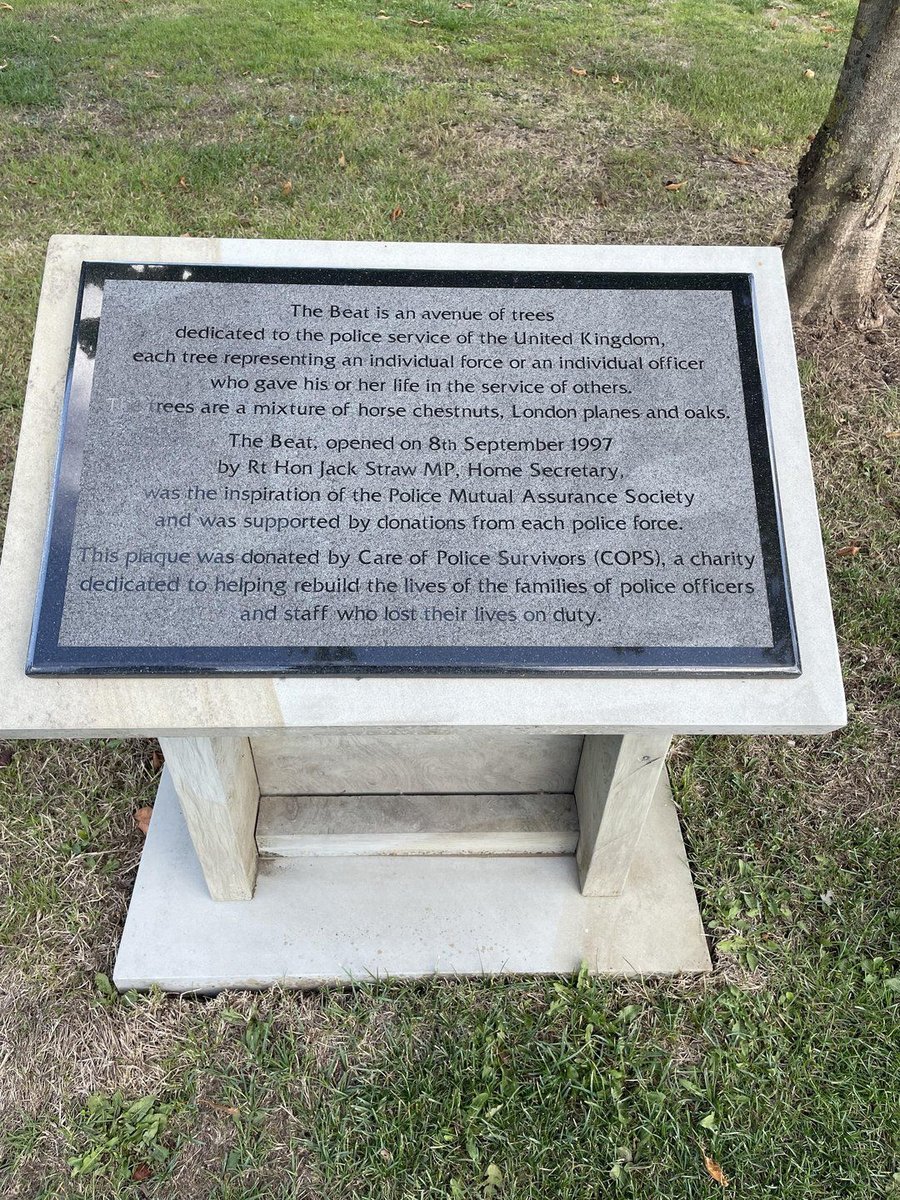 The Beat is an avenue of trees
dedicated to the police service of the United Kingdom,
each tree representing an individual force or an individual officer
who gave his or her life in the service of others.
The trees are a mixture of horse chestnuts, London planes and oaks.
The Beat, opened on 8th September 1997
by Rt Hon Jack Straw MP, Home Secretary,
was the inspiration of the Police Mutual Assurance Society
and was supported by donations from each police force.
This plaque was donated by Care of Police Survivors (COPS), a charity
dedicated to helping rebuild the lives of the families of police officers
and staff who lost their lives on duty.